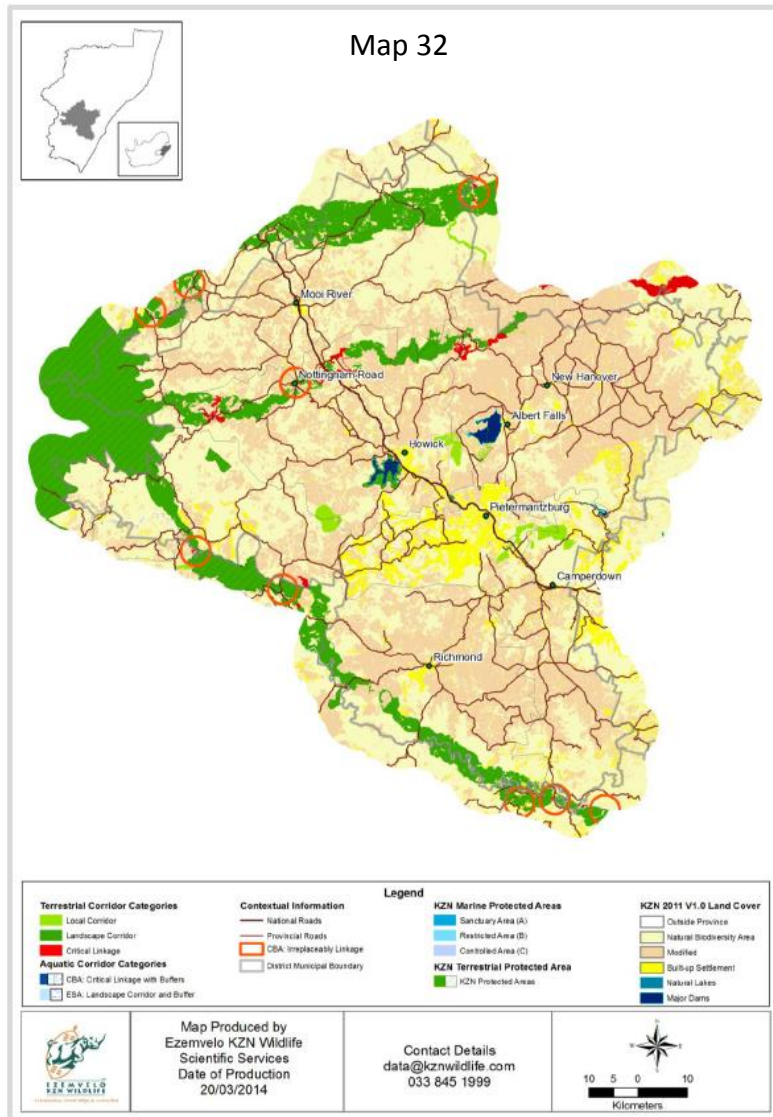 Map 32
Mooi River
Nottingham Road
New Hanover
Albert Falls
Howick
Pietermaritzburg
Camperdown
Richmond
Legend
Terrestrial Corridor Categories
Local Corridor
Landscape Corridor
Critical Linkage
Aquatic Corridor Categories
CBA: Critical Linkage with Buffers
ESA: Landscape Corridor and Buffer
Contextual Information
National Roads
Provincial Roads
CBA: Irreplaceably Linkage
District Municipal Boundary
KZN Marine Protected Areas
Sanctuary Area (A)
Restricted Area (B)
Controlled Area (C)
KZN Terrestrial Protected Area
KZN Protected Areas
KZN 2011 V1.0 Land Cover
Outside Province
Natural Biodiversity Area
Modified
Built-up Settlement
Natural Lakes
Major Dams
EZEMVELO
KZN WILDLIFE
Map Produced by
Ezemvelo KZN Wildlife
Scientific Services
Date of Production
20/03/2014
Contact Details
data@kznwildlife.com
033 845 1999
N
W E
S
10 5 0 10
Kilometers